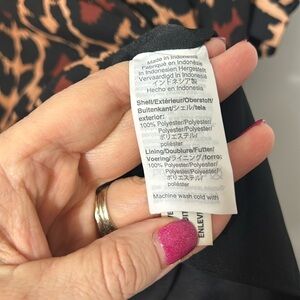 Made in Indonesia
Fabriqué en Indonésie
In Indonesien Hergestellt
Vervaardigd in Indonesië
インドネシア製
Hecho en Indonesia
Shell/Extérieur/Oberstoff/
Buitenkant/シェル/tela
exterior:
100% Polyester/Polyester/
Polyester/Polyester/
ポリエステル/
poliéster
Lining/Doublure/Futter/
Voering/ライニング/forro:
100% Polyester/Polyester/
Polyester/Polyester/
ポリエステル/
poliéster
Machine wash cold with
ENLEV